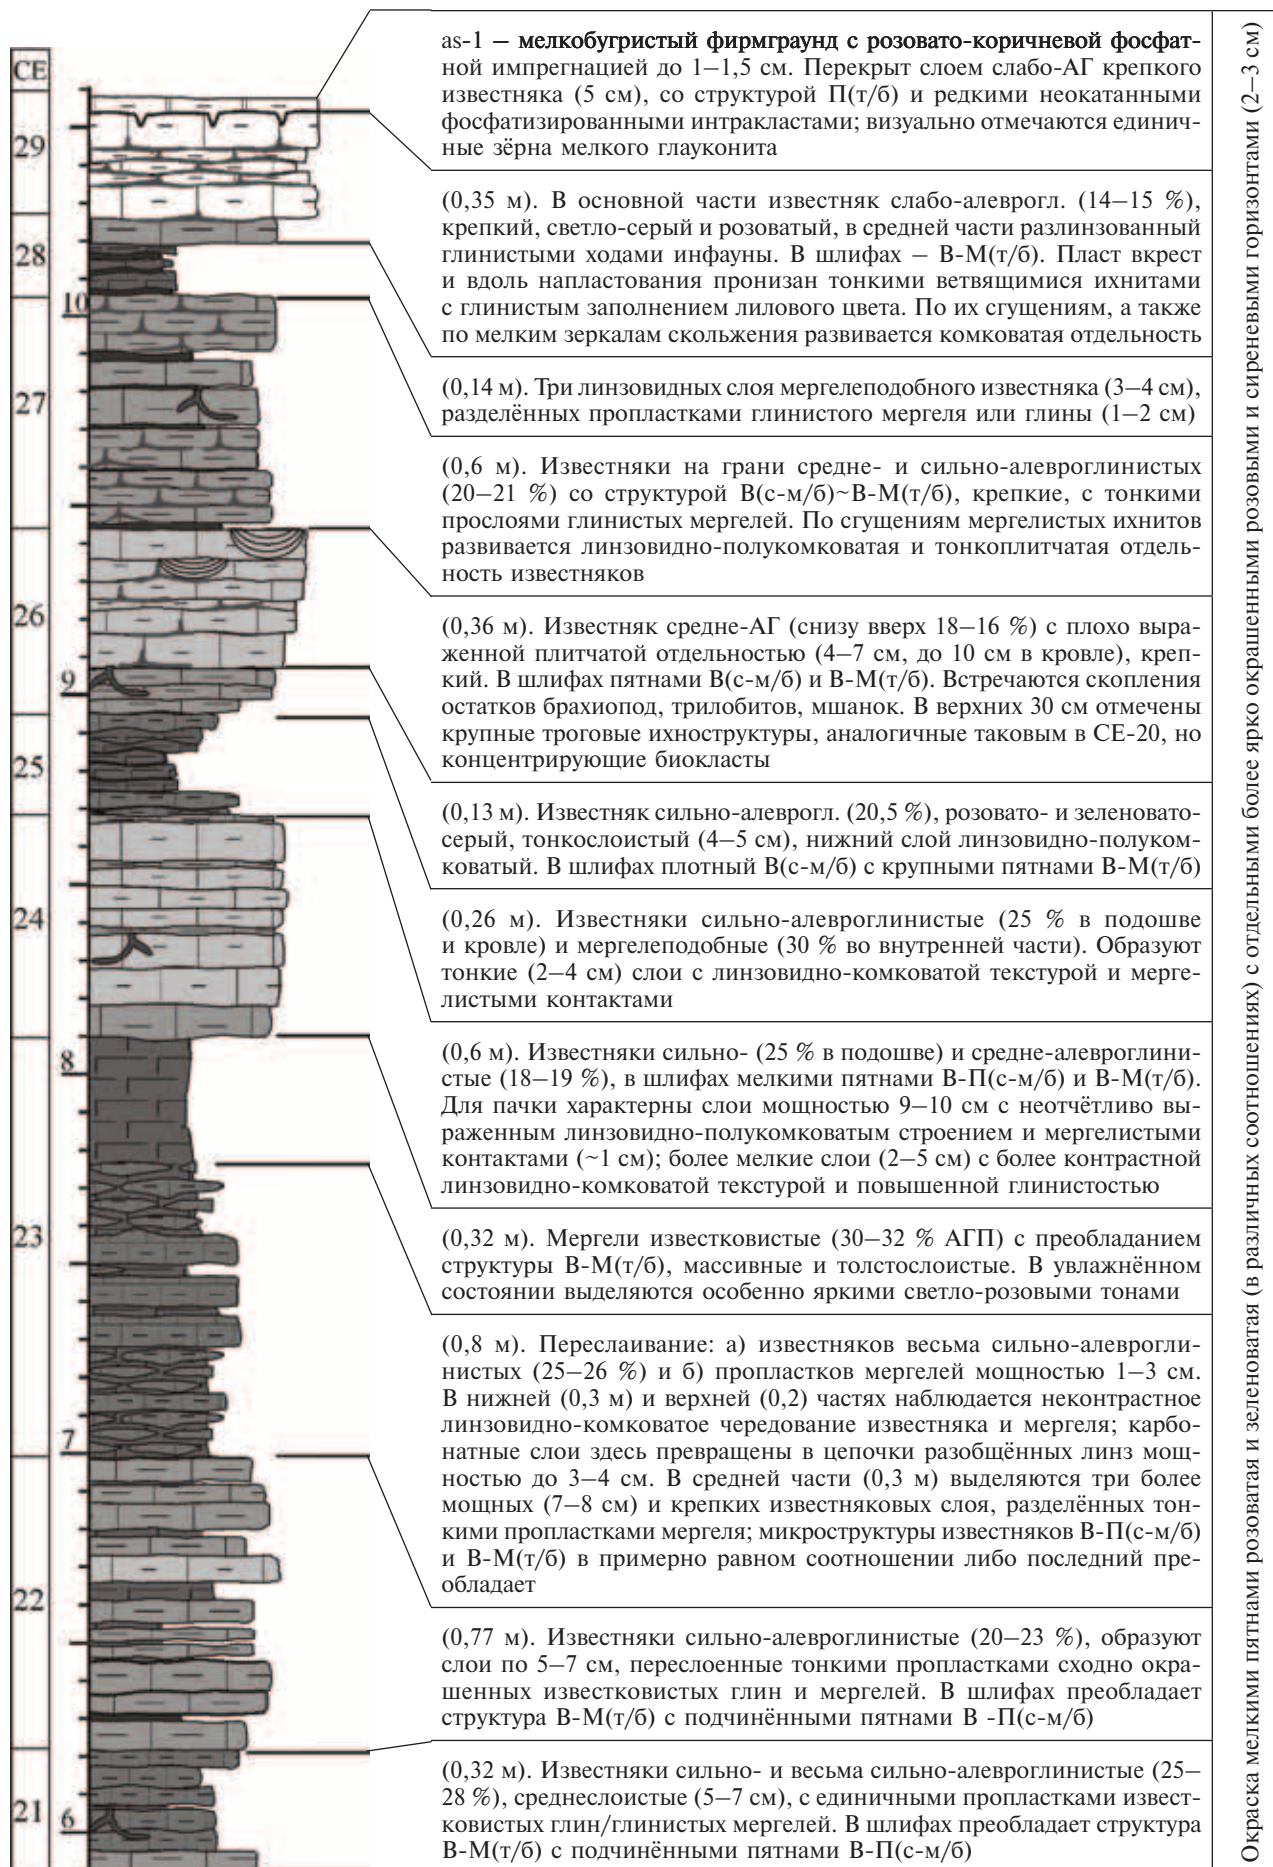 СЕ
29
28
10
27
26
9
25
24
8
23
7
22
21
6
as-1 – мелкобугристый фирмграунд с розовато-коричневой фосфат-
ной импрегнацией до 1–1,5 см. Перекрыт слоем слабо-АГ крепкого
известняка (5 см), со структурой П(т/б) и редкими неокатанными
фосфатизированными интракластами; визуально отмечаются единич-
ные зёрна мелкого глауконита
(0,35 м). В основной части известняк слабо-алеврогл. (14–15 %),
крепкий, светло-серый и розоватый, в средней части разлинзованный
глинистыми ходами инфауны. В шлифах – В-М(т/б). Пласт вкрест
и вдоль напластования пронизан тонкими ветвящимися ихнитами
с глинистым заполнением лилового цвета. По их сгущениям, а также
по мелким зеркалам скольжения развивается комковатая отдельность
(0,14 м). Три линзовидных слоя мергелеподобного известняка (3–4 см),
разделённых пропластками глинистого мергеля или глины (1–2 см)
(0,6 м). Известняки на грани средне- и сильно-алевроглинистых
(20–21 %) со структурой В(с-м/б)~В-М(т/б), крепкие, с тонкими
прослоями глинистых мергелей. По сгущениям мергелистых ихнитов
развивается линзовидно-полукомковатая и тонкоплитчатая отдель-
ность известняков
(0,36 м). Известняк средне-АГ (снизу вверх 18–16 %) с плохо выра-
женной плитчатой отдельностью (4–7 см, до 10 см в кровле), креп-
кий. В шлифах пятнами В(с-м/б) и В-М(т/б). Встречаются скопления
остатков брахиопод, трилобитов, мшанок. В верхних 30 см отмечены
крупные троговые ихноструктуры, аналогичные таковым в СЕ-20, но
концентрирующие биокласты
(0,13 м). Известняк сильно-алеврогл. (20,5 %), розовато- и зеленовато-
серый, тонкослоистый (4–5 см), нижний слой линзовидно-полуком-
коватый. В шлифах плотный В(с-м/б) с крупными пятнами В-М(т/б)
(0,26 м). Известняки сильно-алевроглинистые (25 % в подошве
и кровле) и мергелеподобные (30 % во внутренней части). Образуют
тонкие (2–4 см) слои с линзовидно-комковатой текстурой и мерге-
листыми контактами
(0,6 м). Известняки сильно- (25 % в подошве) и средне-алевроглини-
стые (18–19 %), в шлифах мелкими пятнами В-П(с-м/б) и В-М(т/б).
Для пачки характерны слои мощностью 9–10 см с неотчётливо вы-
раженным линзовидно-полукомковатым строением и мергелистыми
контактами (~1 см); более мелкие слои (2–5 см) с более контрастной
линзовидно-комковатой текстурой и повышенной глинистостью
(0,32 м). Мергели известковистые (30–32 % АГП) с преобладанием
структуры В-М(т/б), массивные и толстослоистые. В увлажнённом
состоянии выделяются особенно яркими светло-розовыми тонами
(0,8 м). Переслаивание: а) известняков весьма сильно-алеврогли-
нистых (25–26 %) и б) пропластков мергелей мощностью 1–3 см.
В нижней (0,3 м) и верхней (0,2) частях наблюдается неконтрастное
линзовидно-комковатое чередование известняка и мергеля; карбо-
натные слои здесь превращены в цепочки разобщённых линз мощ-
ностью до 3–4 см. В средней части (0,3 м) выделяются три более
мощных (7–8 см) и крепких известняковых слоя, разделённых тон-
кими пропластками мергеля; микроструктуры известняков В-П(с-м/б)
и В-М(т/б) в примерно равном соотношении либо последний пре-
обладает
(0,77 м). Известняки сильно-алевроглинистые (20–23 %), образуют
слои по 5–7 см, переслоенные тонкими пропластками сходно окра-
шенных известковистых глин и мергелей. В шлифах преобладает
структура В-М(т/б) с подчинёнными пятнами В -П(с-м/б)
(0,32 м). Известняки сильно- и весьма сильно-алевроглинистые (25–
28 %), среднеслоистые (5–7 см), с единичными пропластками извест-
ковистых глин/глинистых мергелей. В шлифах преобладает структура
В-М(т/б) с подчинёнными пятнами В-П(с-м/б)
Окраска мелкими пятнами розоватая и зеленоватая (в различных соотношениях) с отдельными более ярко окрашенными розовыми и сиреневыми горизонтами (2–3 см)